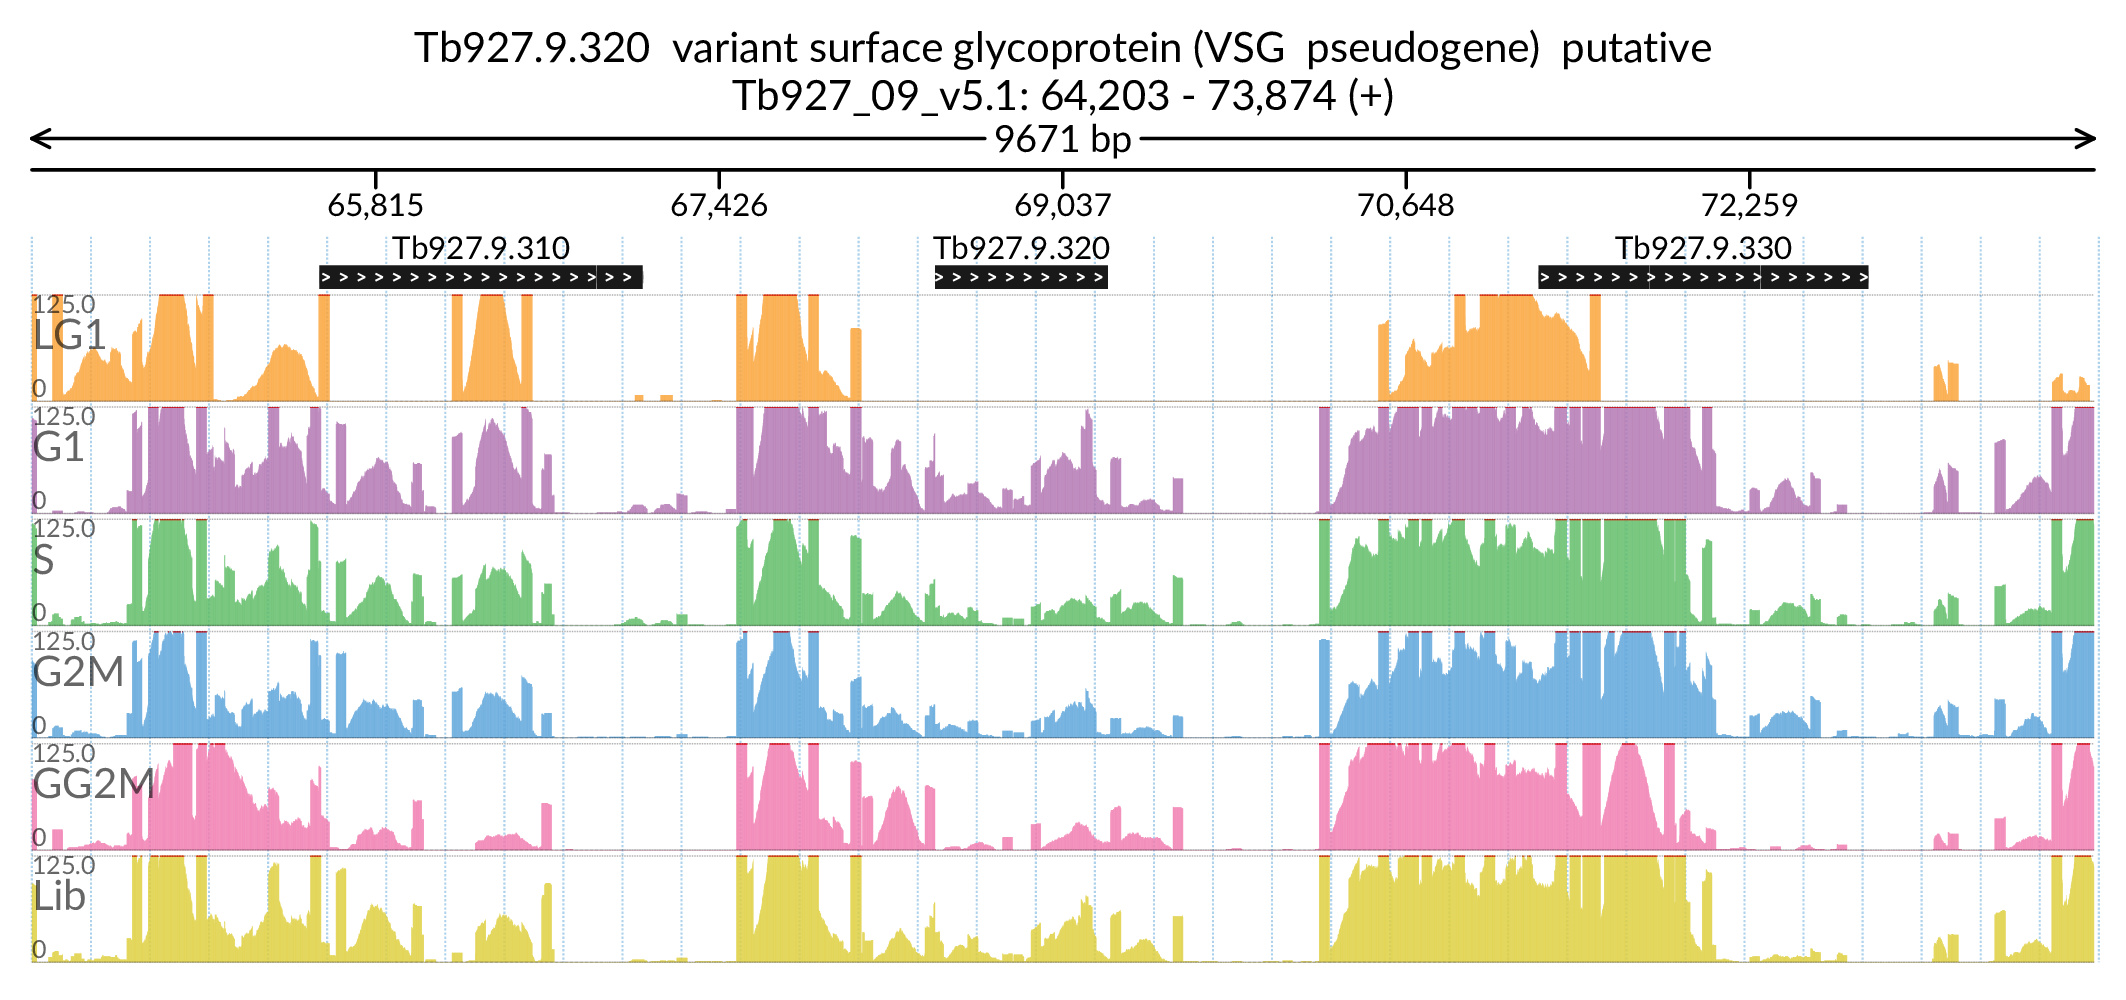 Tb927.9.320 variant surface glycoprotein (VSG pseudogene) putative
Tb927_09_v5.1: 64,203 - 73,874 (+)
9671 bp
65,815 67,426 69,037 70,648 72,259
Tb927.9.310 Tb927.9.320 Tb927.9.330
125.0
LG1
0
125.0
G1
0
125.0
S
0
125.0
G2M
0
125.0
GG2M
0
125.0
Lib
0